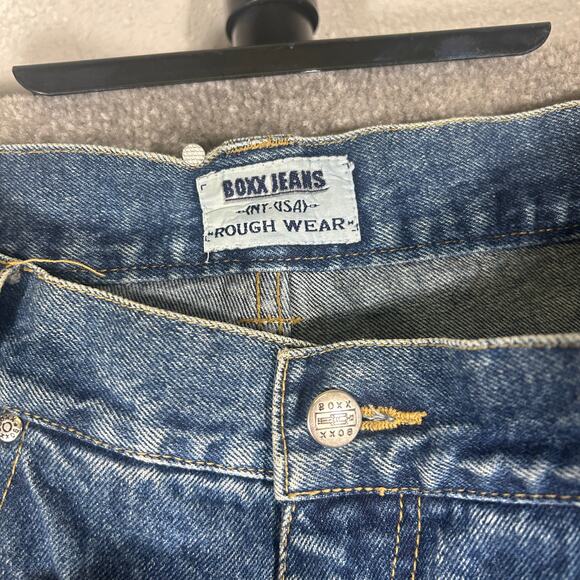 BOXX JEANS
(NY-USA)
ROUGH WEAR
BOXX
BOXX